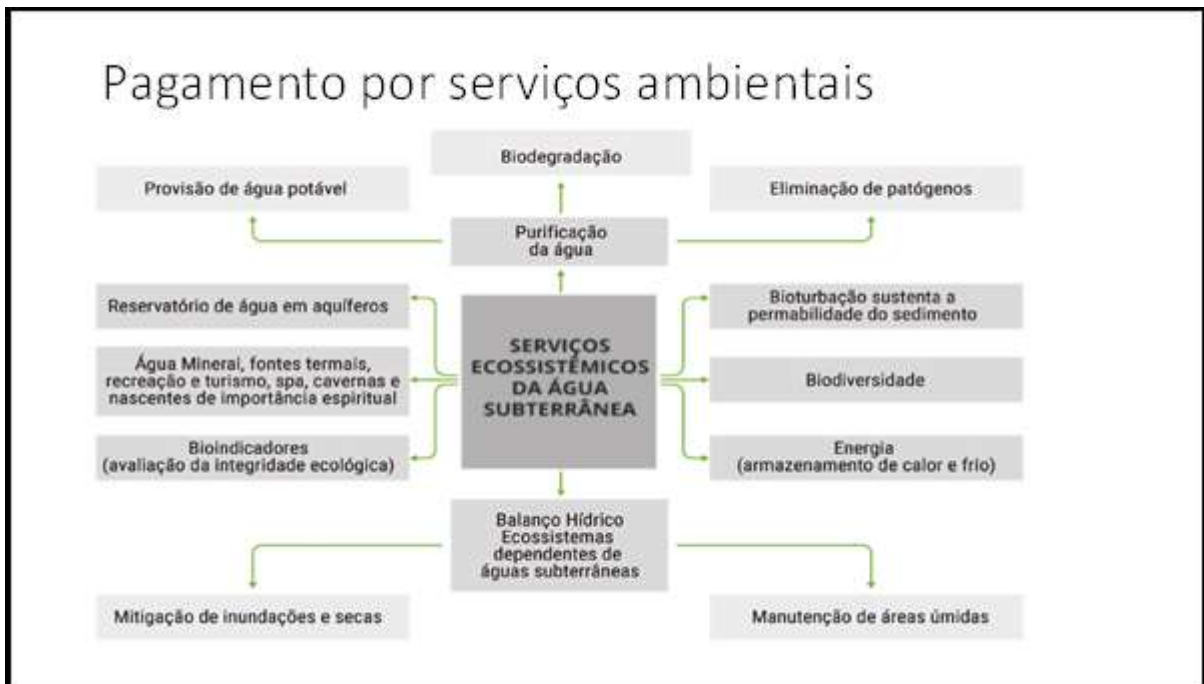 Pagamento por serviços ambientais
Biodegradação
Provisão de água potável
Eliminação de patógenos
Purificação
da água
Reservatório de água em aquíferos
Bioturbação sustenta a
permabilidade do sedimento
SERVIÇOS
ECOSSISTÊMICOS
DA ÁGUA
SUBTERRÂNEA
Água Mineral, fontes termais,
recreação e turismo, spa, cavernas e
nascentes de importância espiritual
Biodiversidade
Bioindicadores
(avaliação da integridade ecológica)
Energia
(armazenamento de calor e frio)
Balanço Hídrico
Ecossistemas
dependentes de
águas subterrâneas
Mitigação de inundações e secas
Manutenção de áreas úmidas